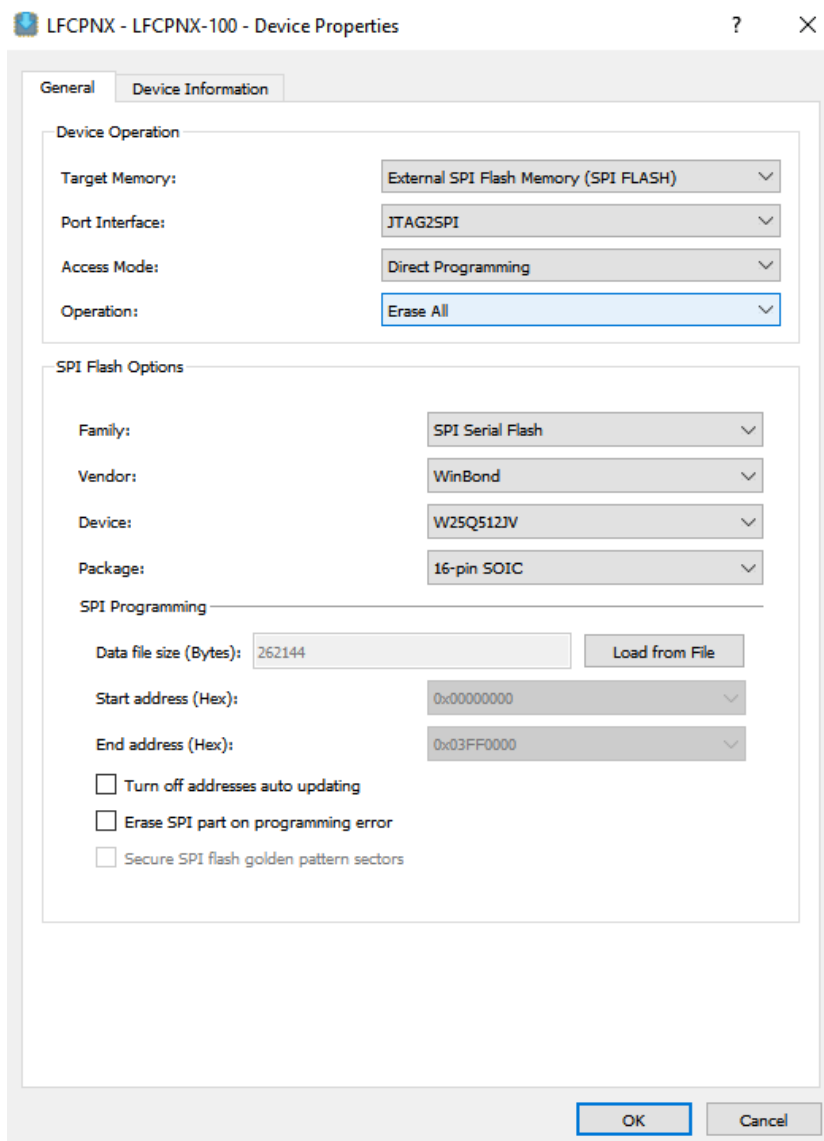 LFCPNX - LFCPNX-100 - Device Properties ?
General Device Information
Device Operation
Target Memory: External SPI Flash Memory (SPI FLASH)
Port Interface: JTAG2SPI
Access Mode: Direct Programming
Operation: Erase All
SPI Flash Options
Family: SPI Serial Flash
Vendor: WinBond
Device: W25Q512JV
Package: 16-pin SOIC
SPI Programming
Data file size (Bytes): 262144 Load from File
Start address (Hex): 0x00000000
End address (Hex): 0x03FF0000
Turn off addresses auto updating
Erase SPI part on programming error
Secure SPI flash golden pattern sectors
OK Cancel